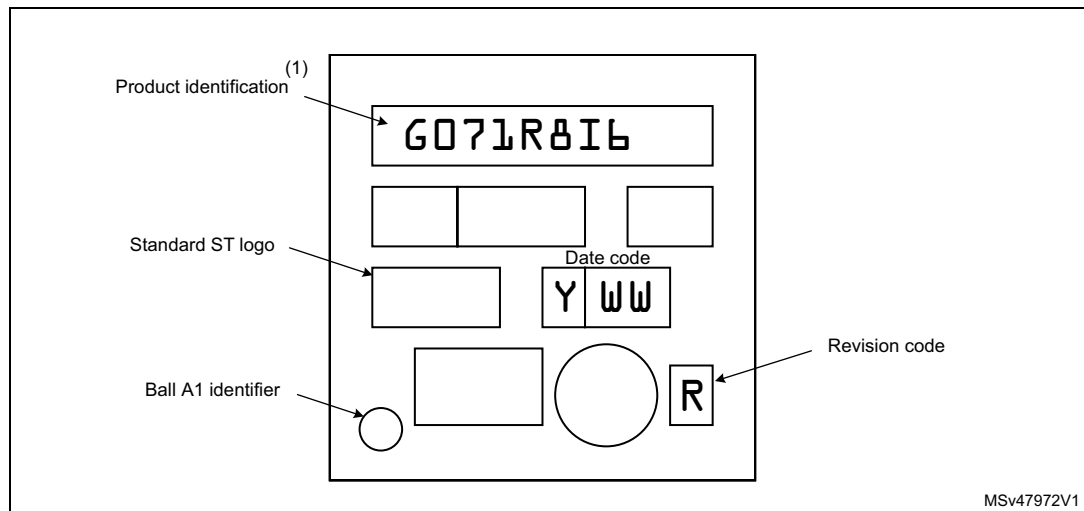 (1)
Product identification
G071R8I6
Standard ST logo
Date code
Y WW
Revision code
Ball A1 identifier
R
MSv47972V1